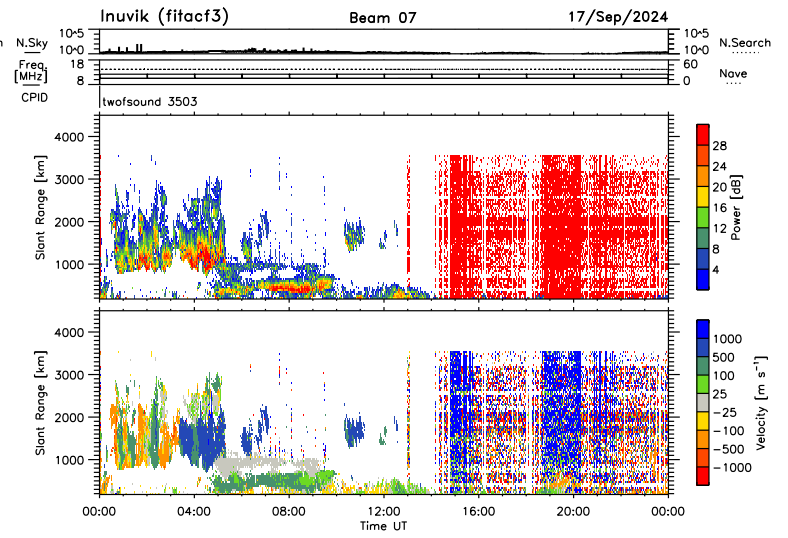 Inuvik (fitacf3) Beam 07 17/Sep/2024
N.Sky 10^5 10^0 10^5 10^0 N.Search
Freq. [MHz] 18 8 60 0 Nave
CPID twofsound 3503
Slant Range [km] 4000 3000 2000 1000
28 24 20 16 12 8 4 Power [dB]
Slant Range [km] 4000 3000 2000 1000
1000 500 100 25 -25 -100 -500 -1000 Velocity [m s⁻¹]
00:00 04:00 08:00 12:00 16:00 20:00 00:00
Time UT